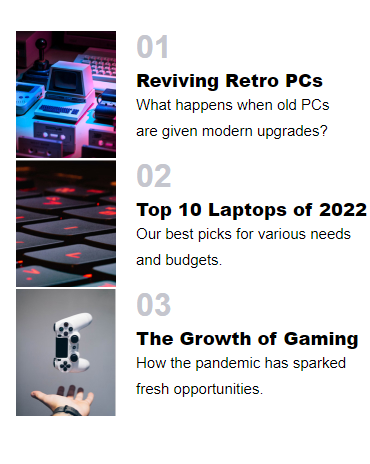 01
Reviving Retro PCs
What happens when old PCs
are given modern upgrades?
02
Top 10 Laptops of 2022
Our best picks for various needs
and budgets.
03
The Growth of Gaming
How the pandemic has sparked
fresh opportunities.